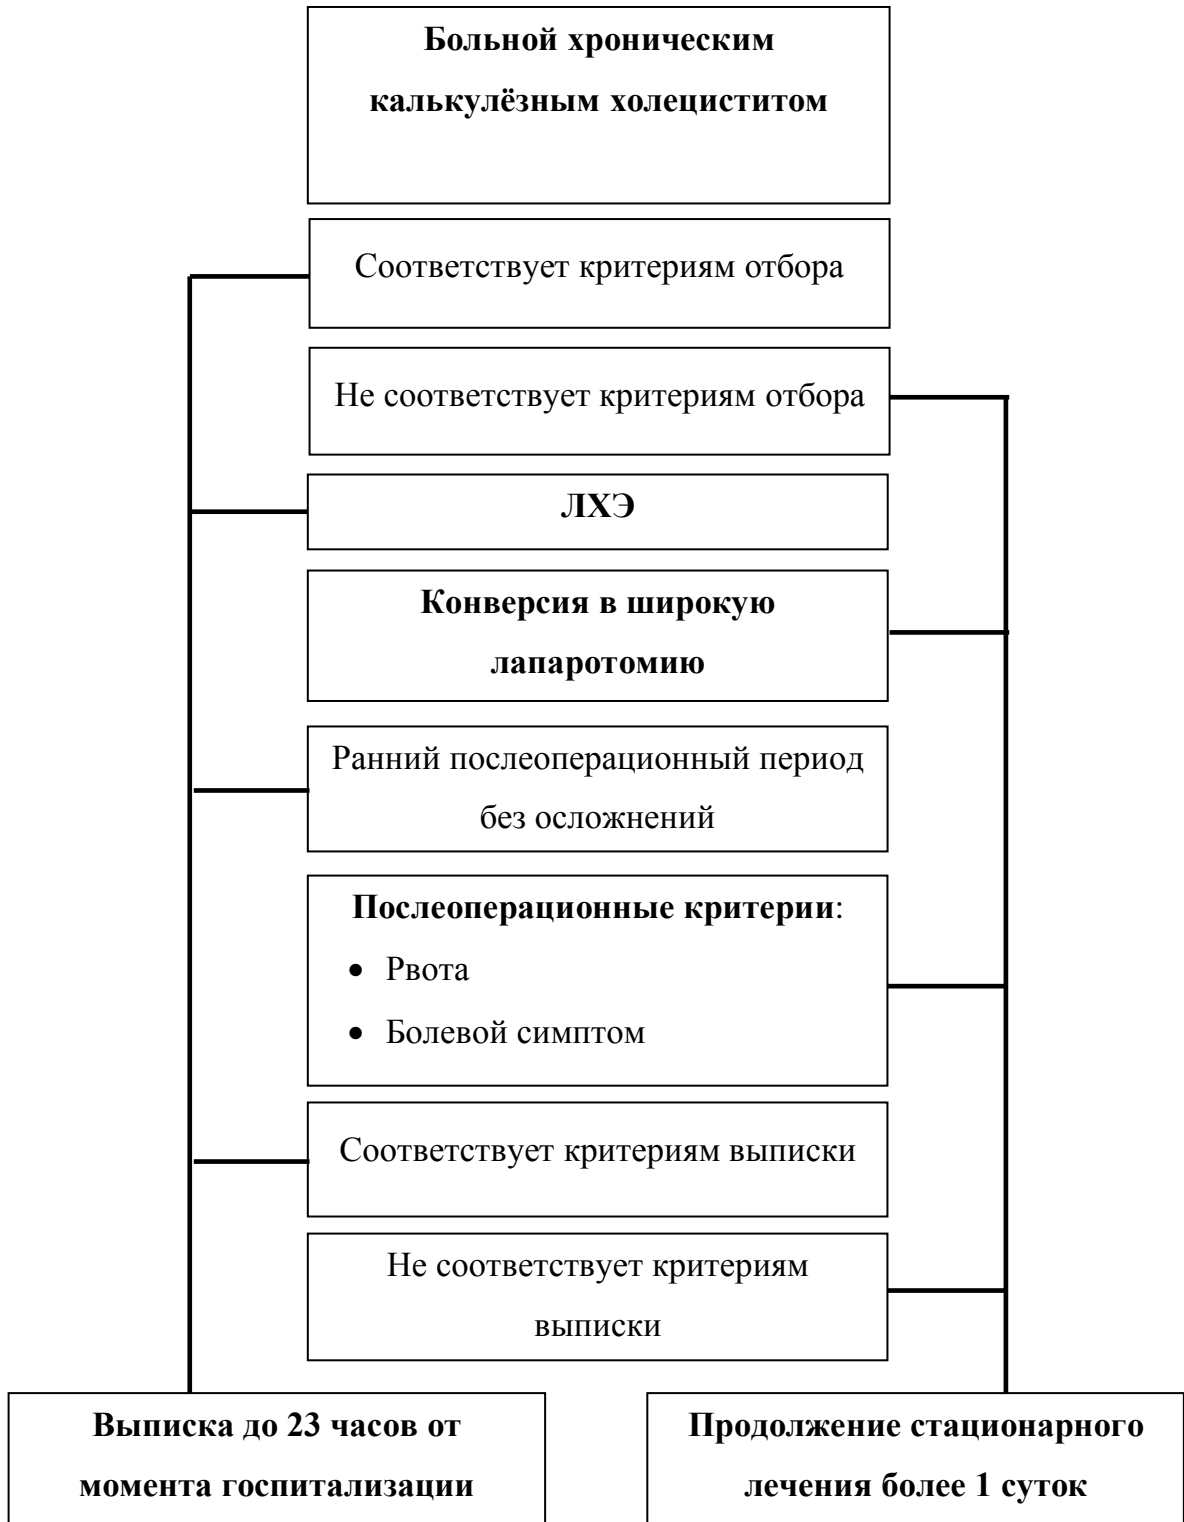 Больной хроническим
калькулёзным холециститом
Соответствует критериям отбора
Не соответствует критериям отбора
ЛХЭ
Конверсия в широкую
лапаротомию
Ранний послеоперационный период
без осложнений
Послеоперационные критерии:
• Рвота
• Болевой симптом
Соответствует критериям выписки
Не соответствует критериям
выписки
Выписка до 23 часов от
момента госпитализации
Продолжение стационарного
лечения более 1 суток